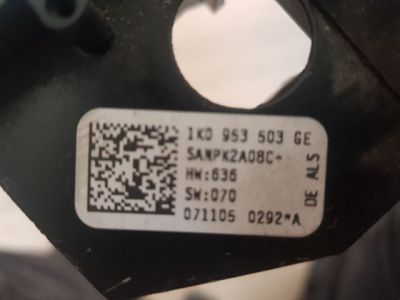 1K0 953 503 GE
SAMPK2A08C+
HW:636
SW:070
071105 0292*A
DE ALS